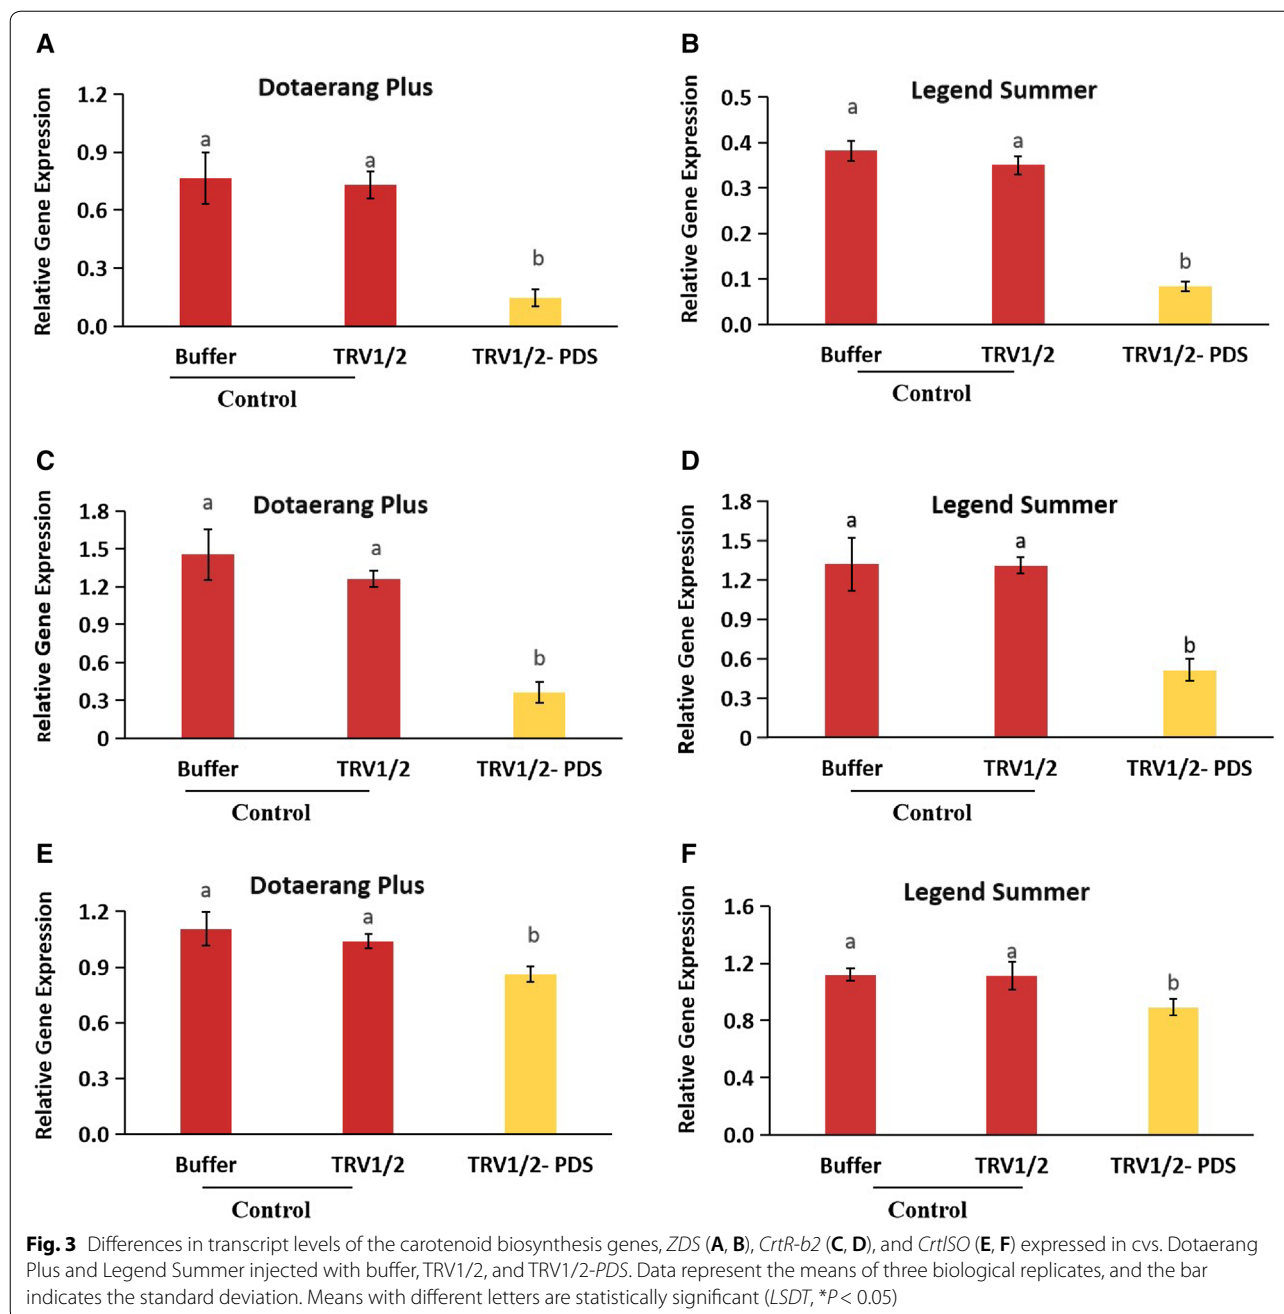 A
Dotaerang Plus
Relative Gene Expression
1.2
0.9
0.6
0.3
0.0
a
a
b
Buffer
TRV1/2
TRV1/2- PDS
Control
B
Legend Summer
Relative Gene Expression
0.5
0.4
0.3
0.2
0.1
0.0
a
a
b
Buffer
TRV1/2
TRV1/2- PDS
Control
C
Dotaerang Plus
Relative Gene Expression
1.8
1.5
1.2
0.9
0.6
0.3
0
a
a
b
Buffer
TRV1/2
TRV1/2- PDS
Control
D
Legend Summer
Relative Gene Expression
1.8
1.5
1.2
0.9
0.6
0.3
0
a
a
b
Buffer
TRV1/2
TRV1/2- PDS
Control
E
Dotaerang Plus
Relative Gene Expression
1.2
0.9
0.6
0.3
0.0
a
a
b
Buffer
TRV1/2
TRV1/2- PDS
Control
F
Legend Summer
Relative Gene Expression
1.6
1.2
0.8
0.4
0.0
a
a
b
Buffer
TRV1/2
TRV1/2- PDS
Control
Fig. 3 Differences in transcript levels of the carotenoid biosynthesis genes, ZDS (A, B), CrtR-b2 (C, D), and CrtISO (E, F) expressed in cvs. Dotaerang
Plus and Legend Summer injected with buffer, TRV1/2, and TRV1/2-PDS. Data represent the means of three biological replicates, and the bar
indicates the standard deviation. Means with different letters are statistically significant (LSDT, *P < 0.05)